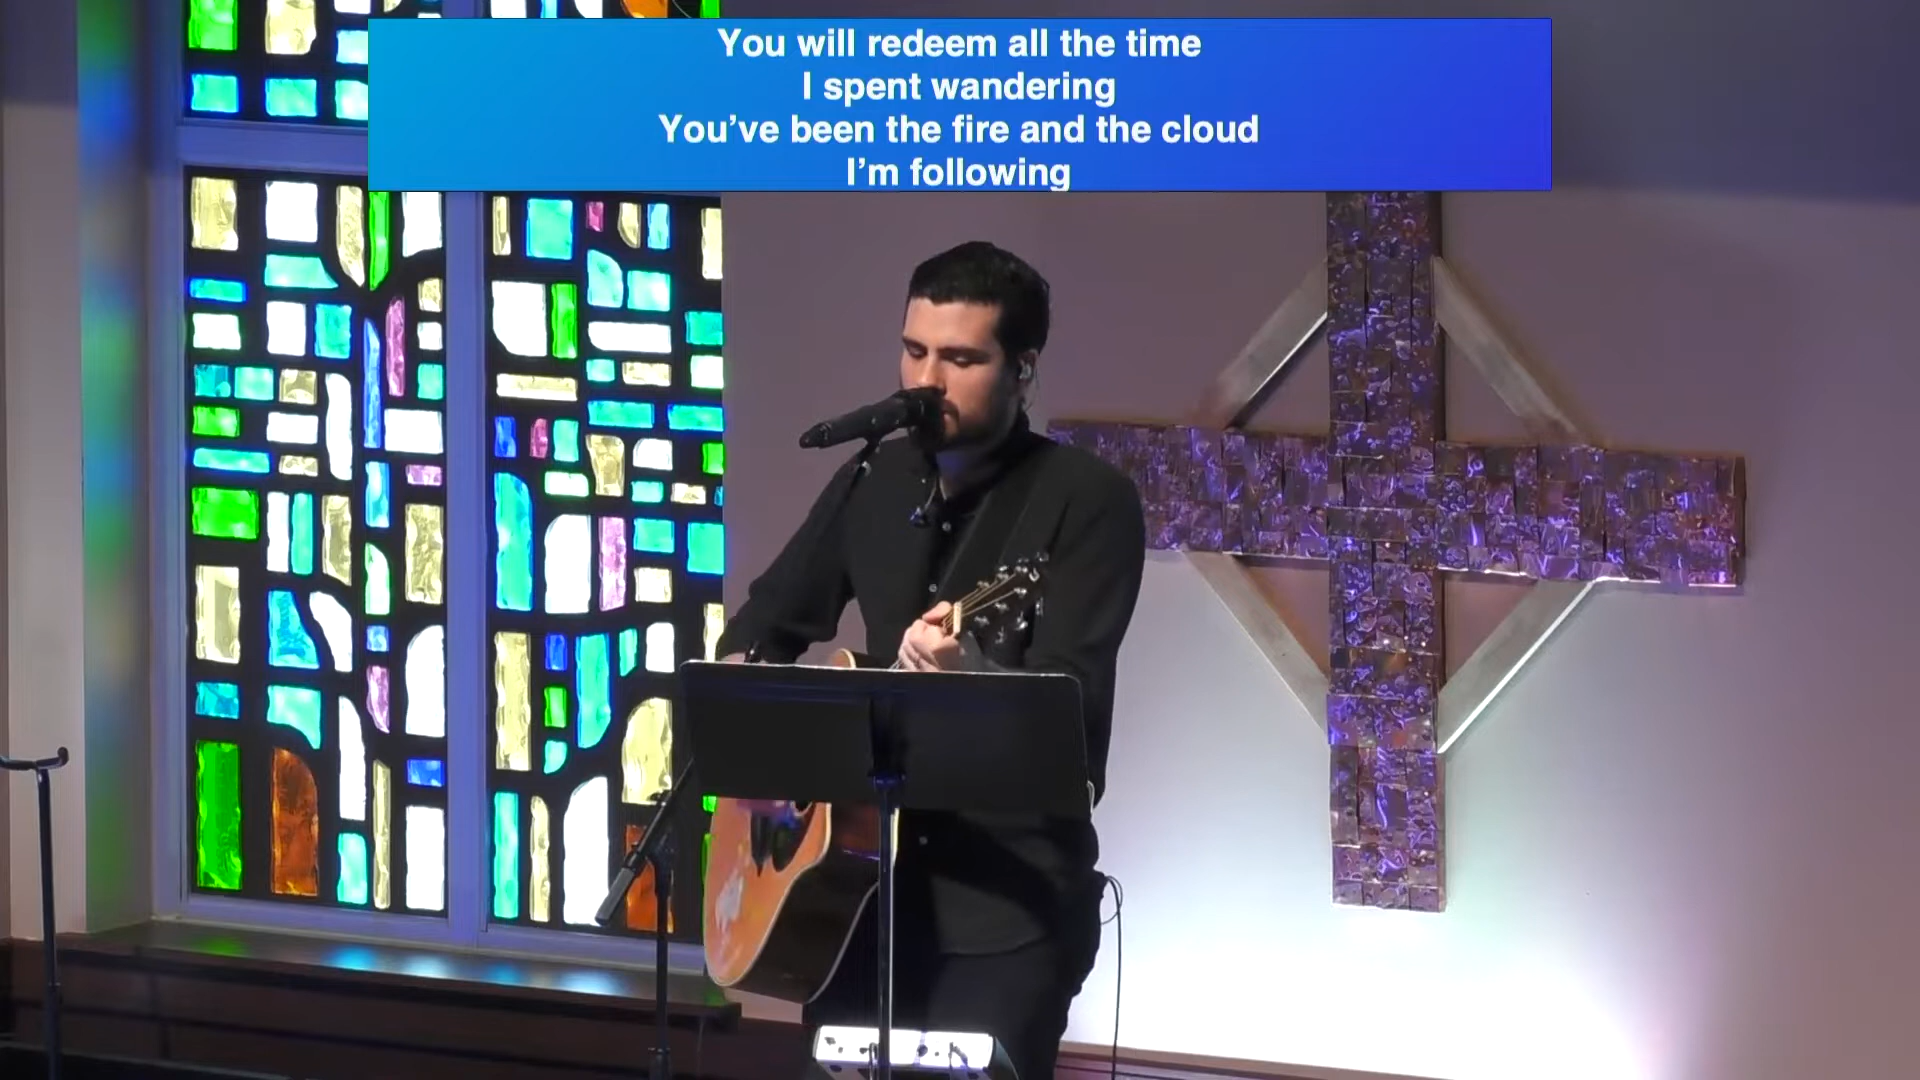 You will redeem all the time
I spent wandering
You’ve been the fire and the cloud
I’m following